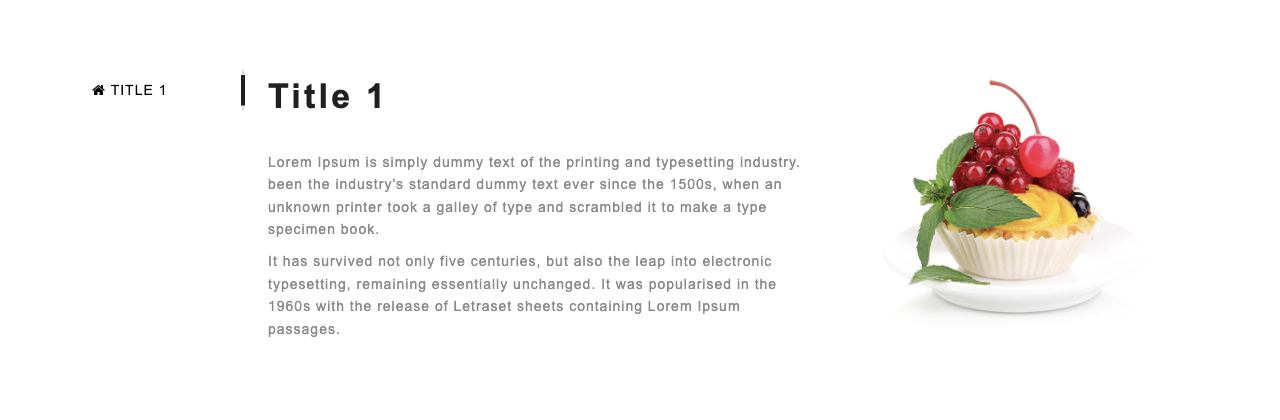 TITLE 1
Title 1
Lorem Ipsum is simply dummy text of the printing and typesetting industry.
been the industry's standard dummy text ever since the 1500s, when an
unknown printer took a galley of type and scrambled it to make a type
specimen book.
It has survived not only five centuries, but also the leap into electronic
typesetting, remaining essentially unchanged. It was popularised in the
1960s with the release of Letraset sheets containing Lorem Ipsum
passages.